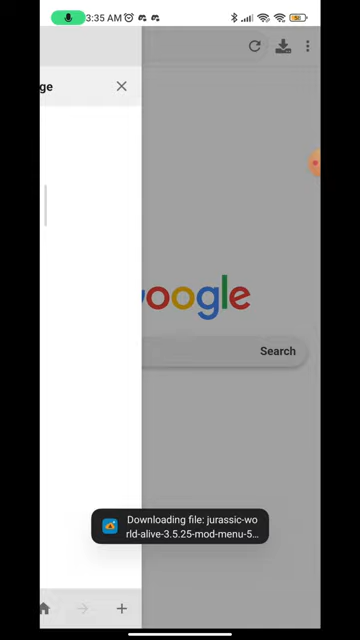 3:35 AM
ge
oogle
Search
Downloading file: jurassic-wo
rld-alive-3.5.25-mod-menu-5...